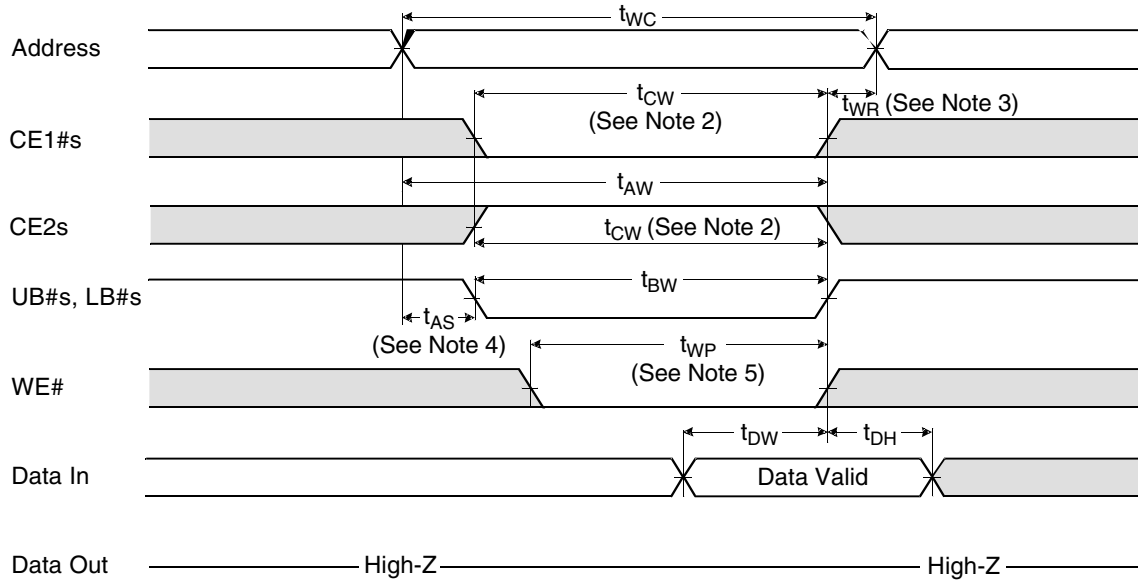 tWC
Address
tCW
(See Note 2)
tWR (See Note 3)
CE1#s
tAW
CE2s
tCW (See Note 2)
UB#s, LB#s
tBW
tAS
(See Note 4)
tWP
(See Note 5)
WE#
tDW
tDH
Data In
Data Valid
Data Out
High-Z
High-Z